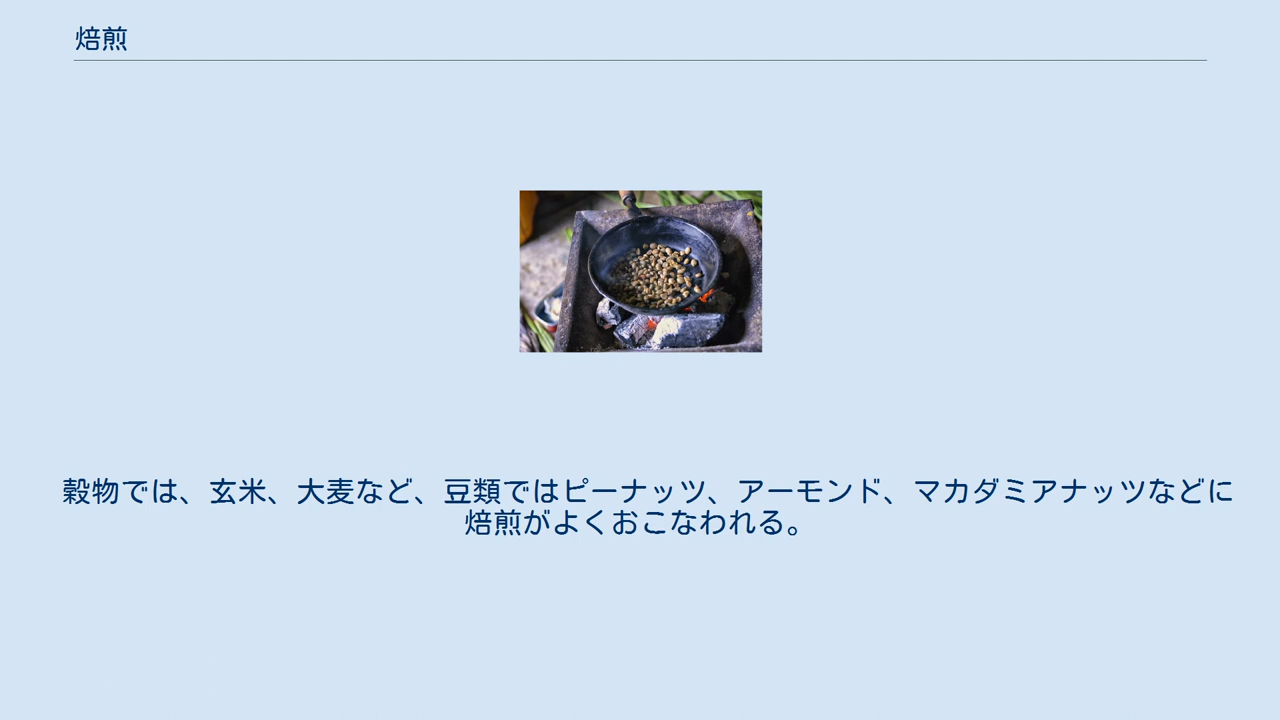 焙煎
穀物では、玄米、大麦など、豆類ではピーナッツ、アーモンド、マカダミアナッツなどに
焙煎がよくおこなわれる。